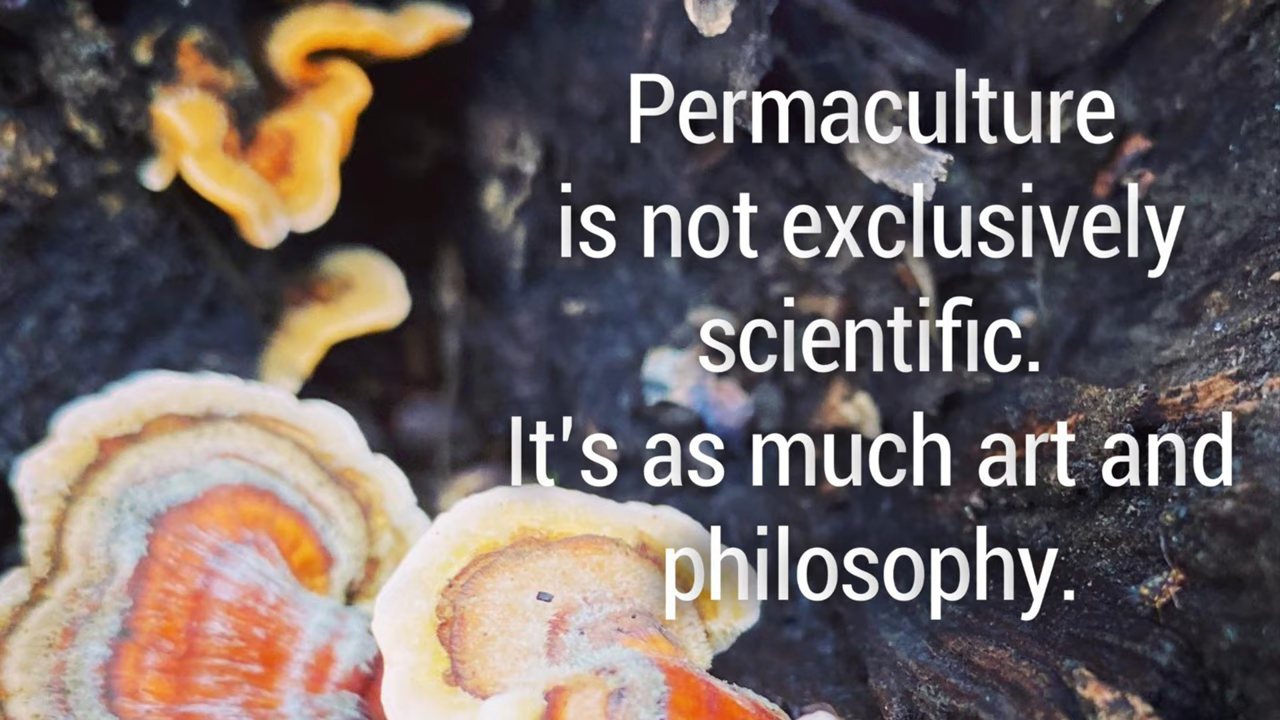 Permaculture
is not exclusively
scientific.
It's as much art and
philosophy.